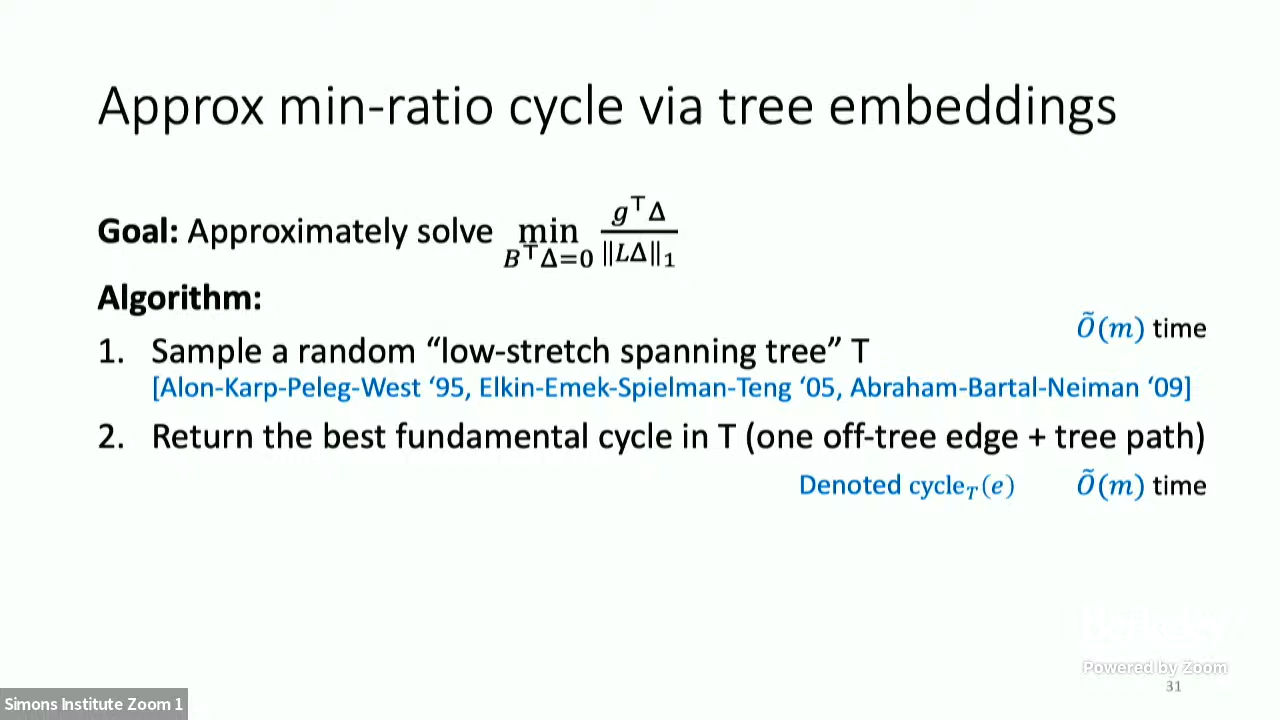 Approx min-ratio cycle via tree embeddings
Goal: Approximately solve min_{B^⊤Δ=0} g^⊤Δ / ‖LΔ‖₁
Algorithm:
Õ(m) time
1. Sample a random “low-stretch spanning tree” T
[Alon-Karp-Peleg-West ‘95, Elkin-Emek-Spielman-Teng ‘05, Abraham-Bartal-Neiman ‘09]
2. Return the best fundamental cycle in T (one off-tree edge + tree path)
Denoted cycle_T(e) Õ(m) time
Berkeley
Powered by Zoom
31
Simons Institute Zoom 1